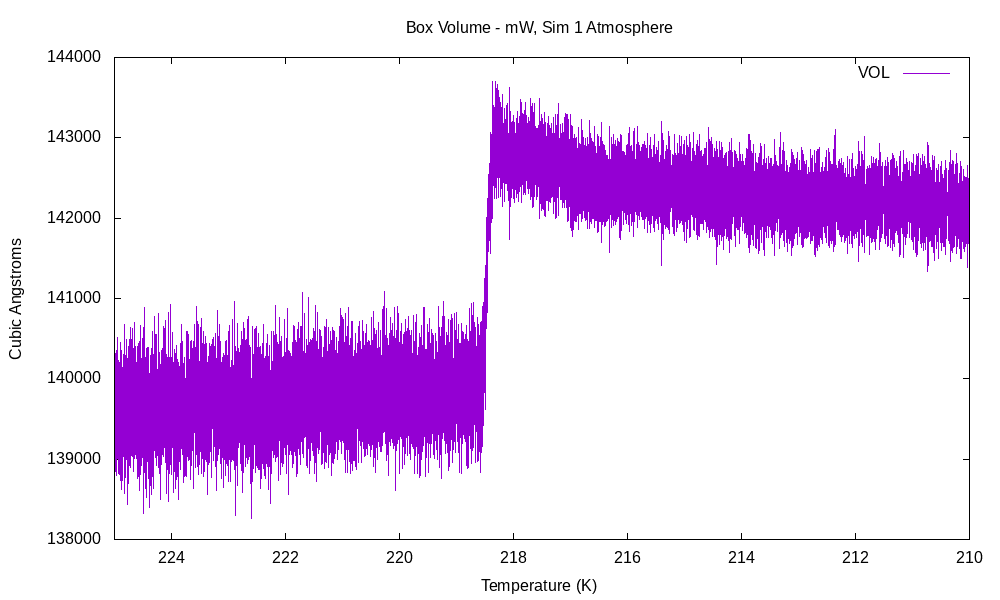 Box Volume - mW, Sim 1 Atmosphere
VOL
144000
143000
142000
141000
140000
139000
138000
Cubic Angstroms
224 222 220 218 216 214 212 210
Temperature (K)